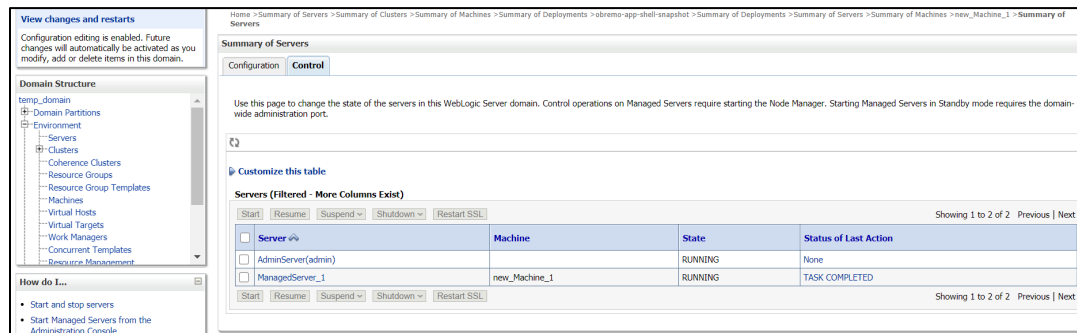 View changes and restarts
Configuration editing is enabled. Future
changes will automatically be activated as you
modify, add or delete items in this domain.
Domain Structure
temp_domain
Domain Partitions
Environment
Servers
Clusters
Coherence Clusters
Resource Groups
Resource Group Templates
Machines
Virtual Hosts
Virtual Targets
Work Managers
Concurrent Templates
Resource Management
How do I...
Start and stop servers
Start Managed Servers from the
Administration Console
Home >Summary of Servers >Summary of Clusters >Summary of Machines >Summary of Deployments >obremo-app-shell-snapshot >Summary of Deployments >Summary of Servers >Summary of Machines >new_Machine_1 >Summary of
Servers
Summary of Servers
Configuration Control
Use this page to change the state of the servers in this WebLogic Server domain. Control operations on Managed Servers require starting the Node Manager. Starting Managed Servers in Standby mode requires the domain-
wide administration port.
Customize this table
Servers (Filtered - More Columns Exist)
Start Resume Suspend Shutdown Restart SSL Showing 1 to 2 of 2 Previous | Next
Server Machine State Status of Last Action
AdminServer(admin) RUNNING None
ManagedServer_1 new_Machine_1 RUNNING TASK COMPLETED
Start Resume Suspend Shutdown Restart SSL Showing 1 to 2 of 2 Previous | Next